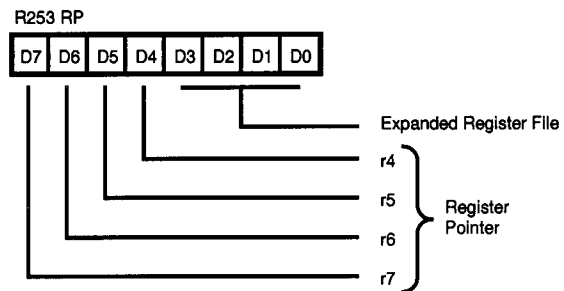 R253 RP
D7 D6 D5 D4 D3 D2 D1 D0
Expanded Register File
r4
r5
r6
r7
Register
Pointer